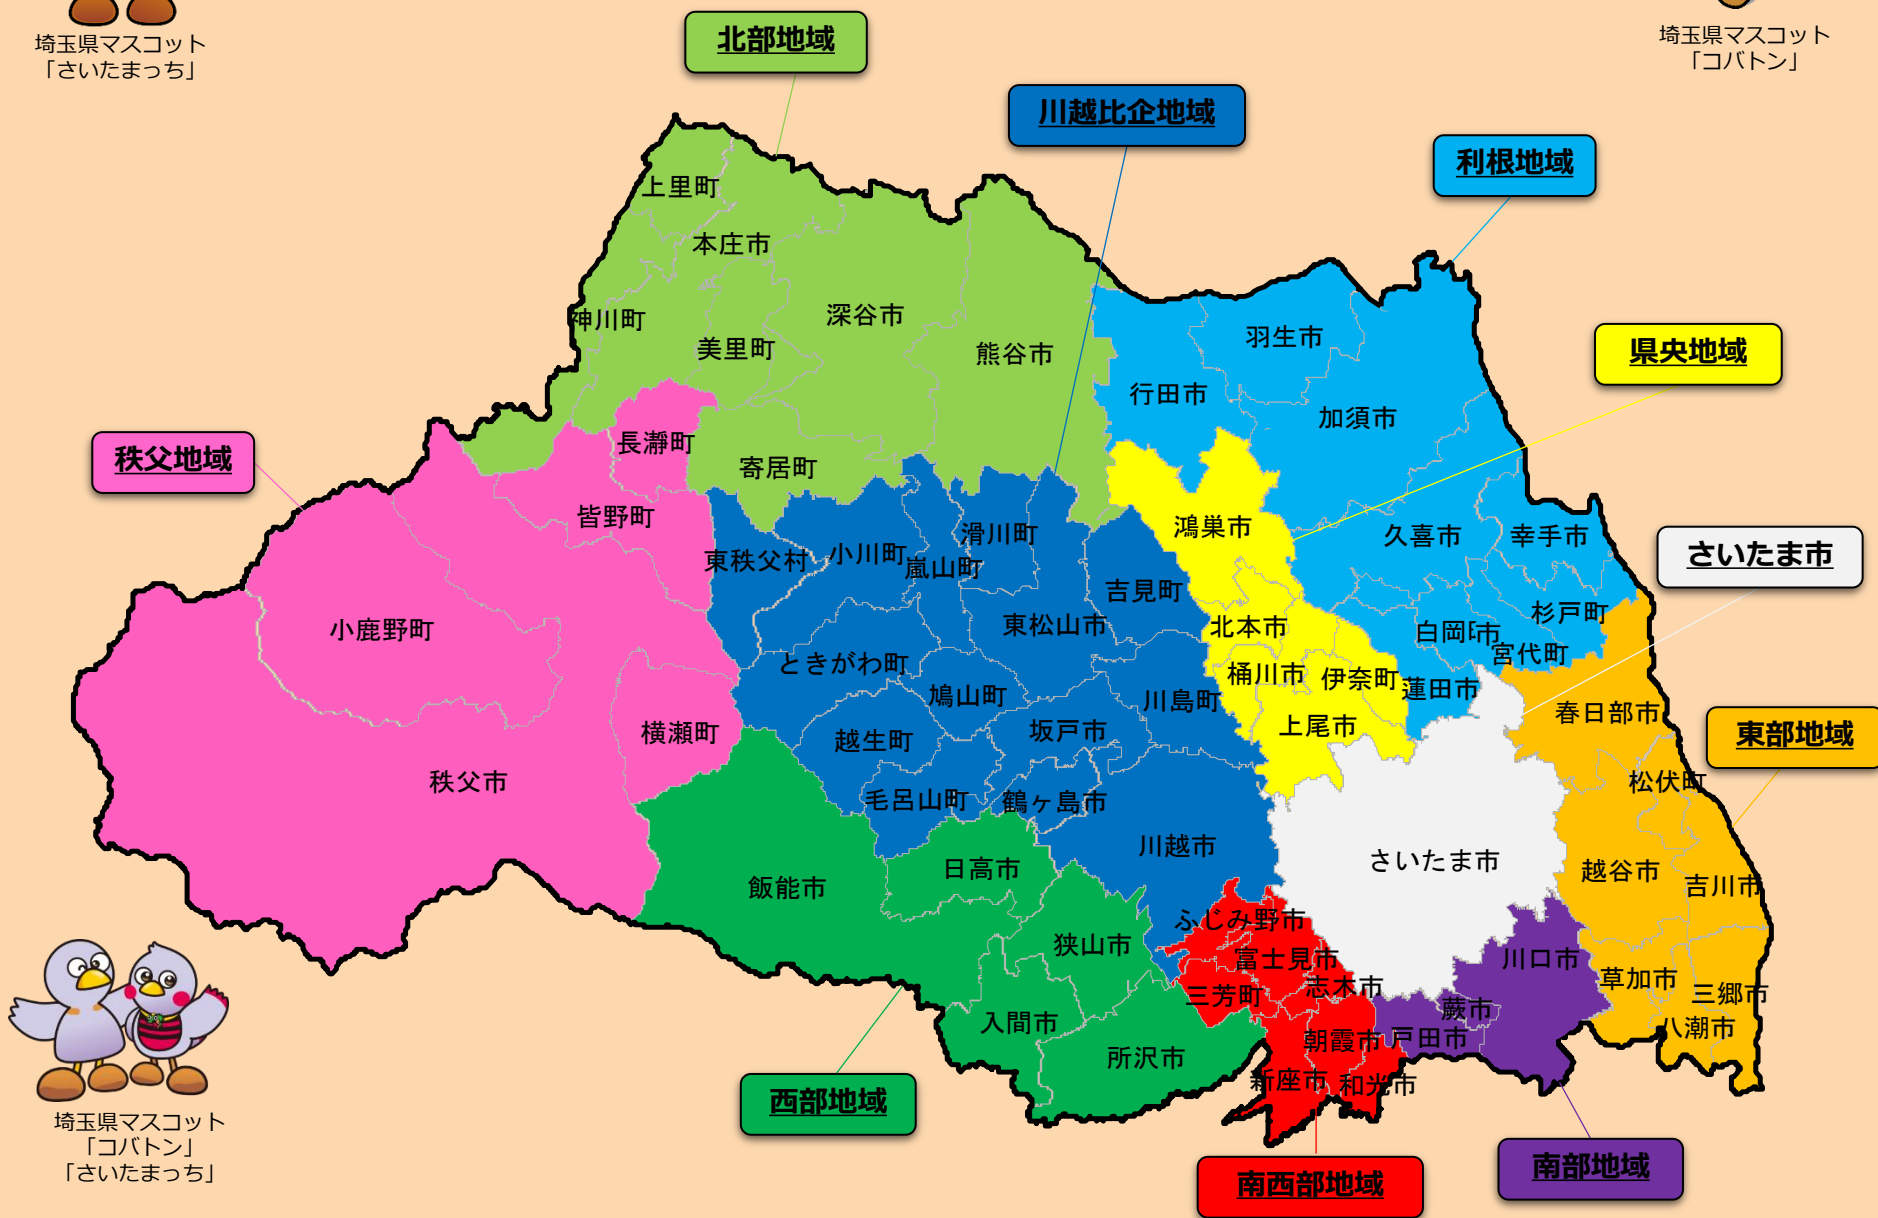 埼玉県マスコット
「さいたまっち」
埼玉県マスコット
「コバトン」
北部地域
川越比企地域
利根地域
県央地域
さいたま市
秩父地域
東部地域
西部地域
南西部地域
南部地域
上里町
本庄市
神川町
美里町
深谷市
熊谷市
寄居町
長瀞町
皆野町
小鹿野町
秩父市
横瀬町
東秩父村
小川町
嵐山町
滑川町
吉見町
東松山市
ときがわ町
鳩山町
川島町
越生町
坂戸市
毛呂山町
鶴ヶ島市
川越市
行田市
羽生市
加須市
久喜市
幸手市
杉戸町
白岡町市
宮代町
蓮田市
鴻巣市
北本市
桶川市
伊奈町
上尾市
さいたま市
春日部市
松伏町
越谷市
吉川市
草加市
三郷市
八潮市
飯能市
日高市
狭山市
入間市
所沢市
ふじみ野市
富士見市
三芳町
志木市
朝霞市
新座市
和光市
川口市
蕨市
戸田市
埼玉県マスコット
「コバトン」
「さいたまっち」